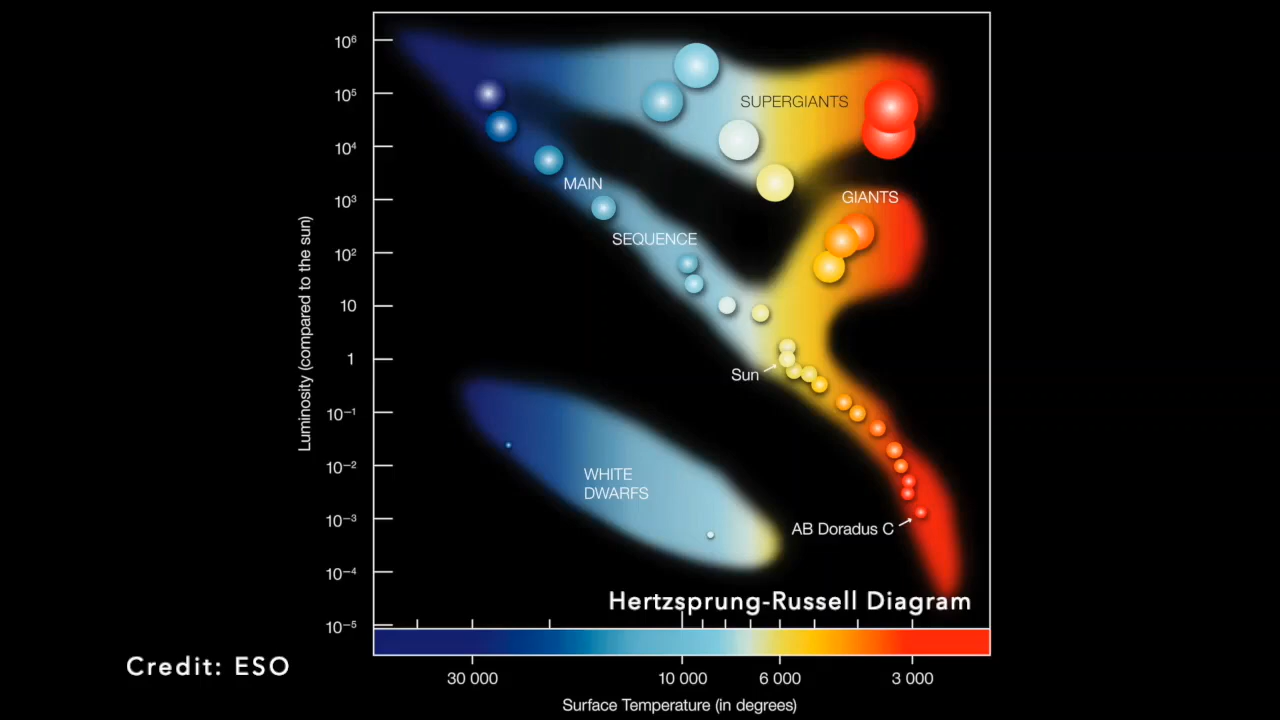 10⁶
10⁵
SUPERGIANTS
10⁴
MAIN
10³
GIANTS
SEQUENCE
10²
10
1
Sun
10⁻¹
10⁻²
WHITE
DWARFS
10⁻³
AB Doradus C
10⁻⁴
10⁻⁵
Luminosity (compared to the sun)
Hertzsprung-Russell Diagram
Credit: ESO
30 000 10 000 6 000 3 000
Surface Temperature (in degrees)